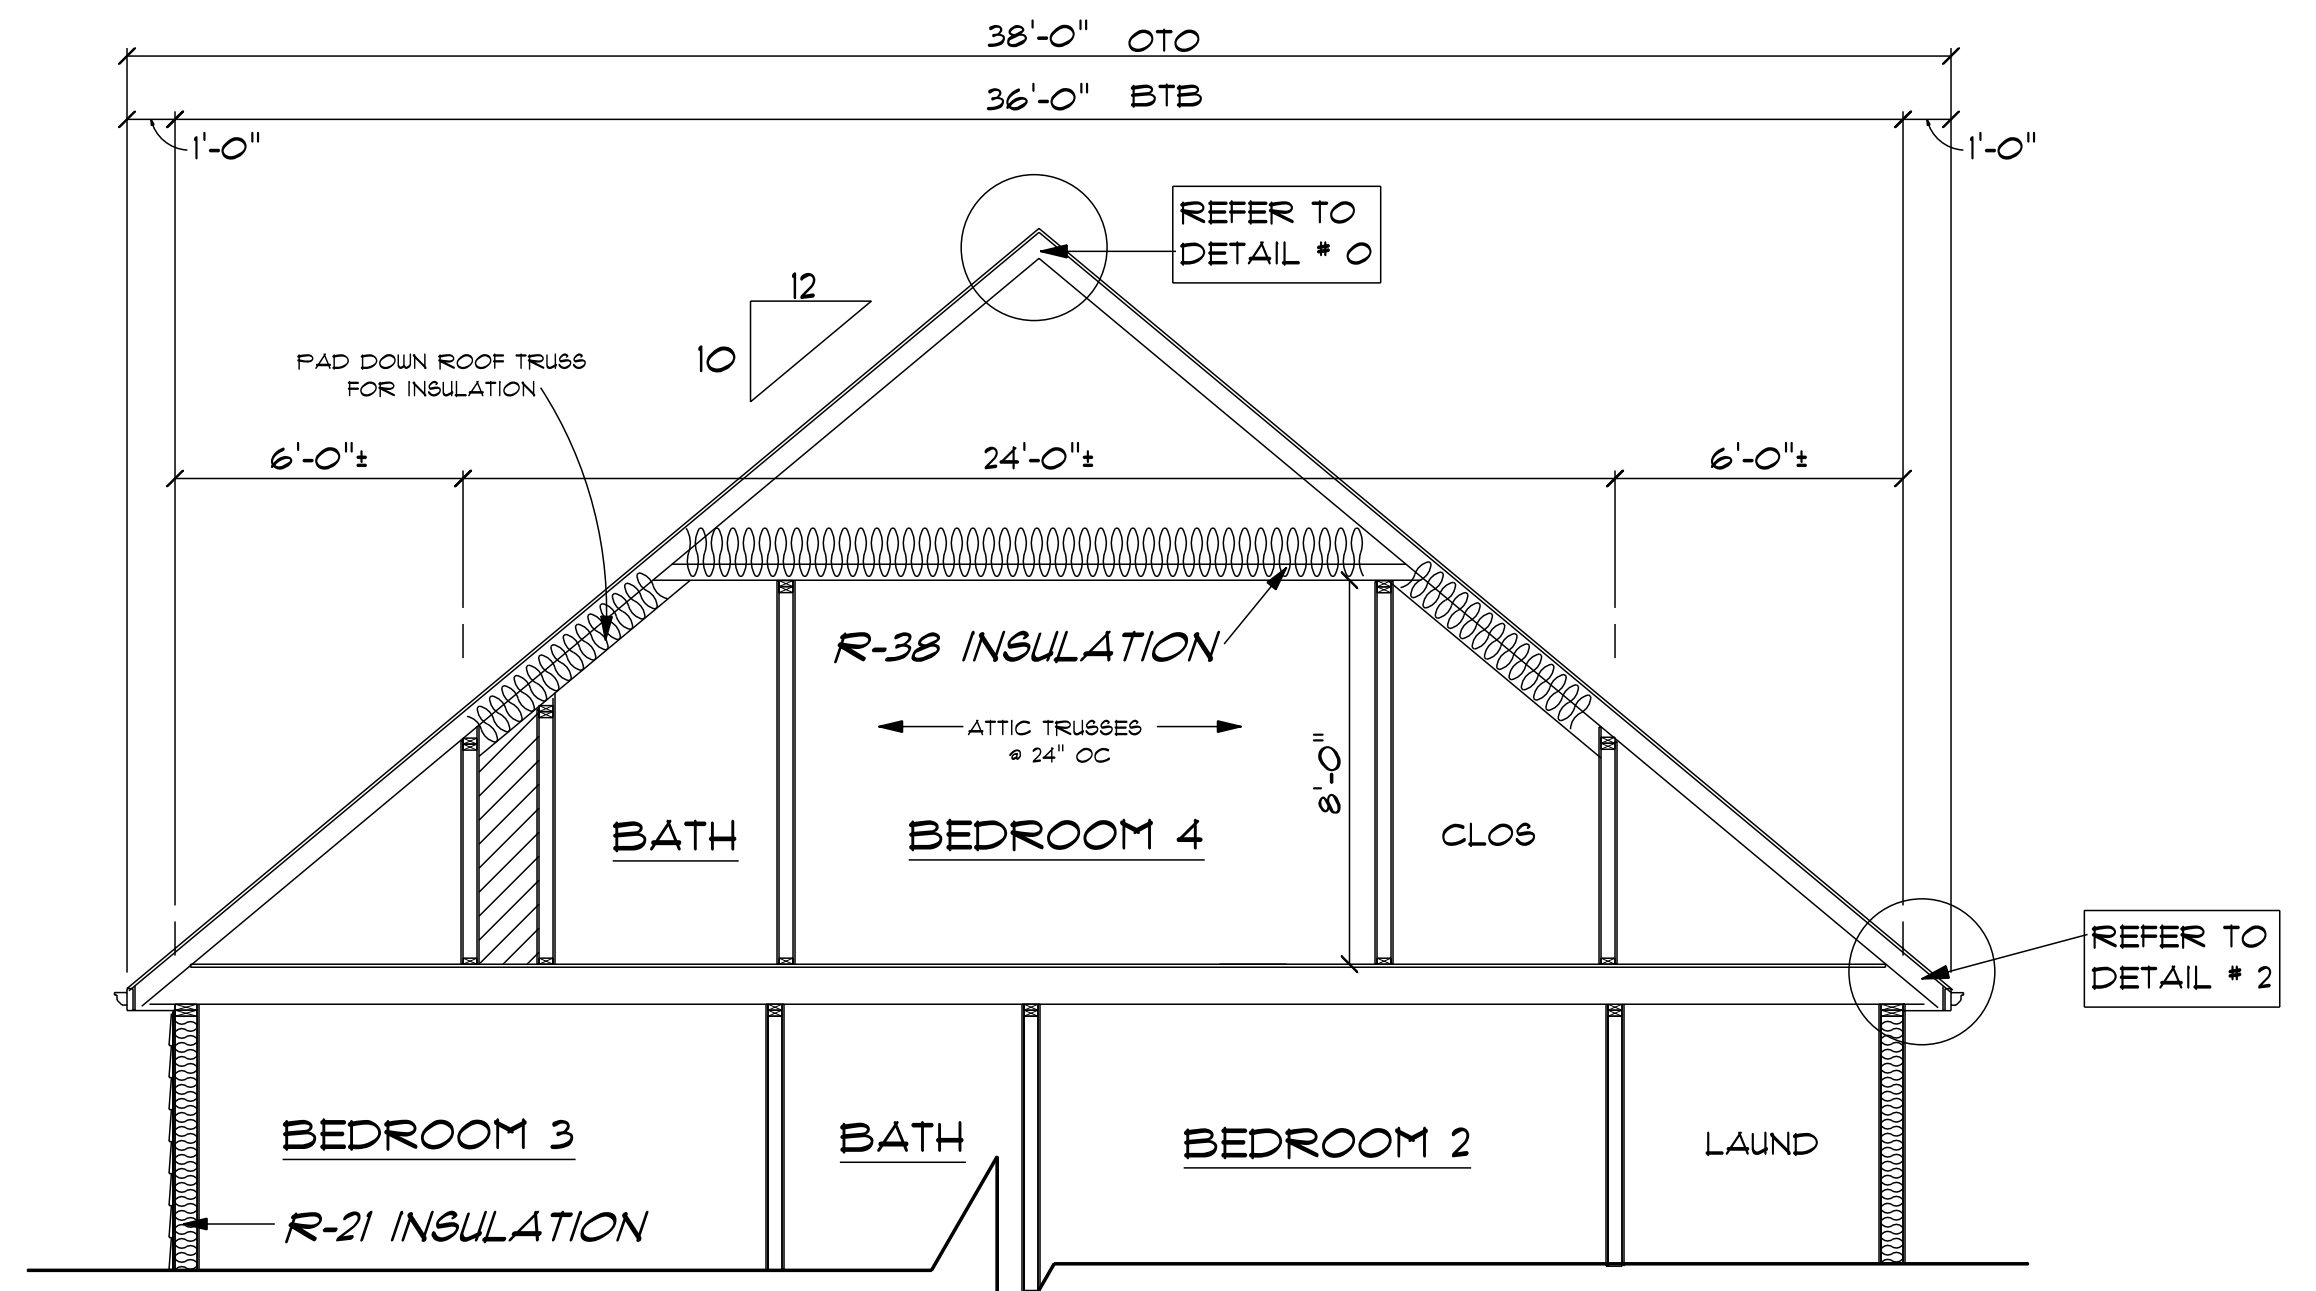 38'-0" OTO
36'-0" BTB
1'-0"
1'-0"
REFER TO
DETAIL # 0
12
10
PAD DOWN ROOF TRUSS
FOR INSULATION
6'-0"±
24'-0"±
6'-0"±
R-38 INSULATION
ATTIC TRUSSES
@ 24" OC
8'-0"
BATH
BEDROOM 4
CLOS
REFER TO
DETAIL # 2
BEDROOM 3
BATH
BEDROOM 2
LAUND
R-21 INSULATION